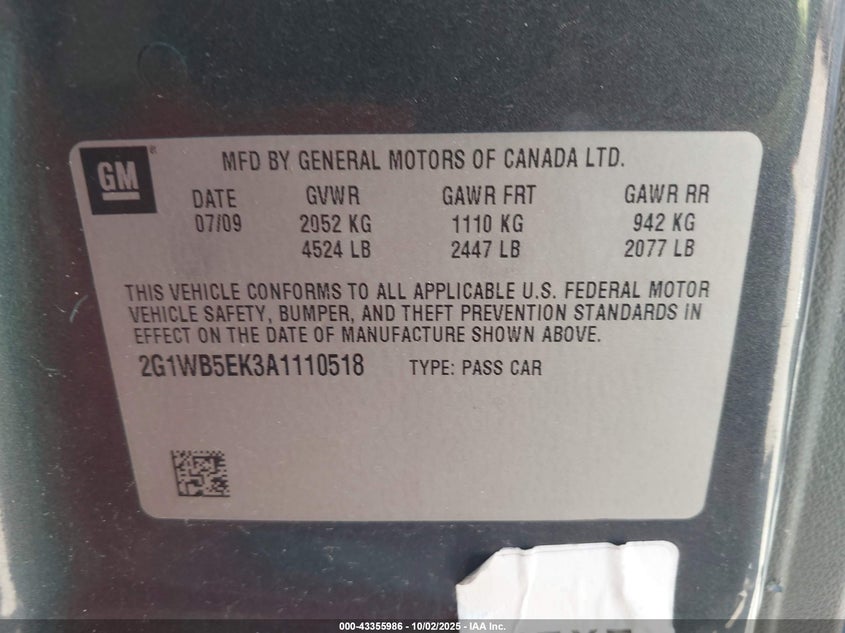 GM
MFD BY GENERAL MOTORS OF CANADA LTD.
DATE GVWR GAWR FRT GAWR RR
07/09 2052 KG 1110 KG 942 KG
4524 LB 2447 LB 2077 LB
THIS VEHICLE CONFORMS TO ALL APPLICABLE U.S. FEDERAL MOTOR
VEHICLE SAFETY, BUMPER, AND THEFT PREVENTION STANDARDS IN
EFFECT ON THE DATE OF MANUFACTURE SHOWN ABOVE.
2G1WB5EK3A1110518 TYPE: PASS CAR
000-43355986 - 10/02/2025 - IAA Inc.